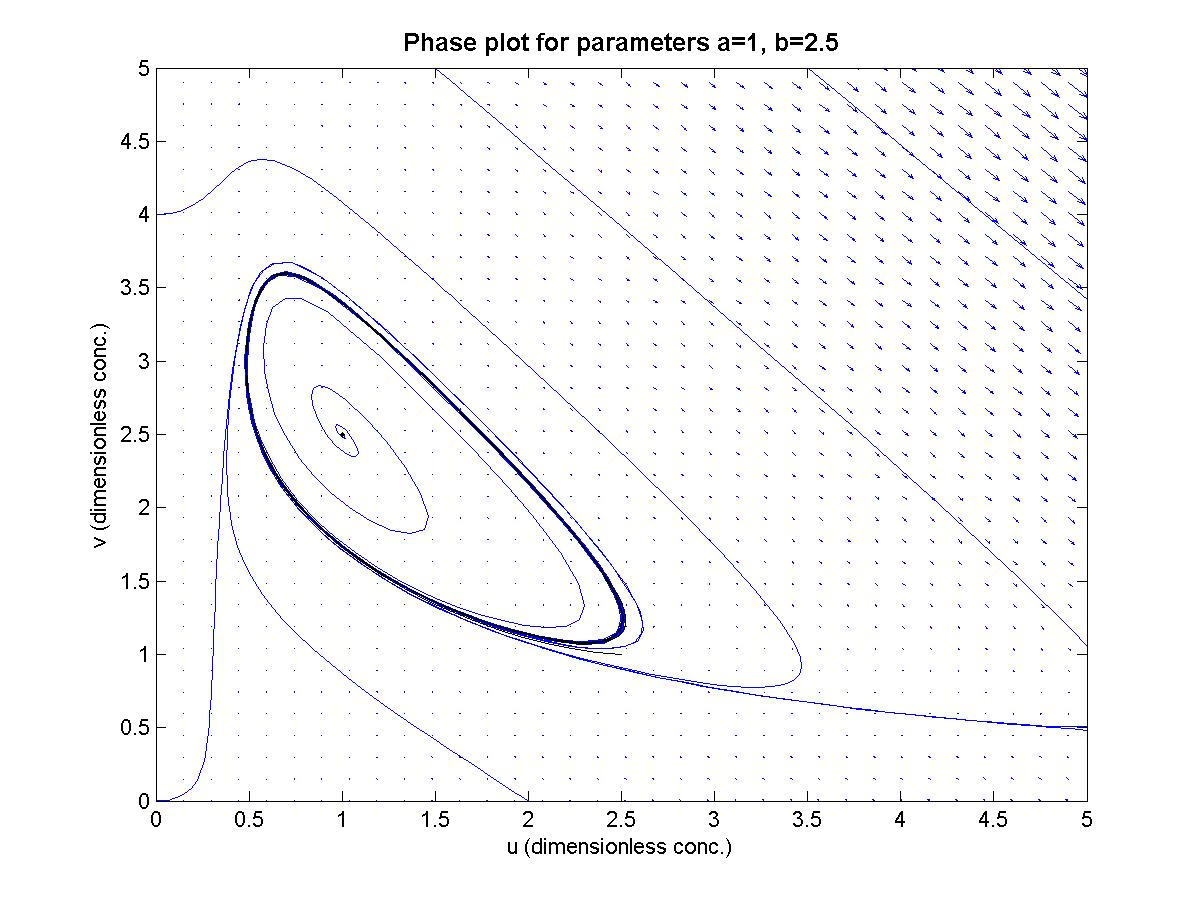 Phase plot for parameters a=1, b=2.5
5
4.5
4
3.5
3
2.5
2
1.5
1
0.5
0
v (dimensionless conc.)
0 0.5 1 1.5 2 2.5 3 3.5 4 4.5 5
u (dimensionless conc.)